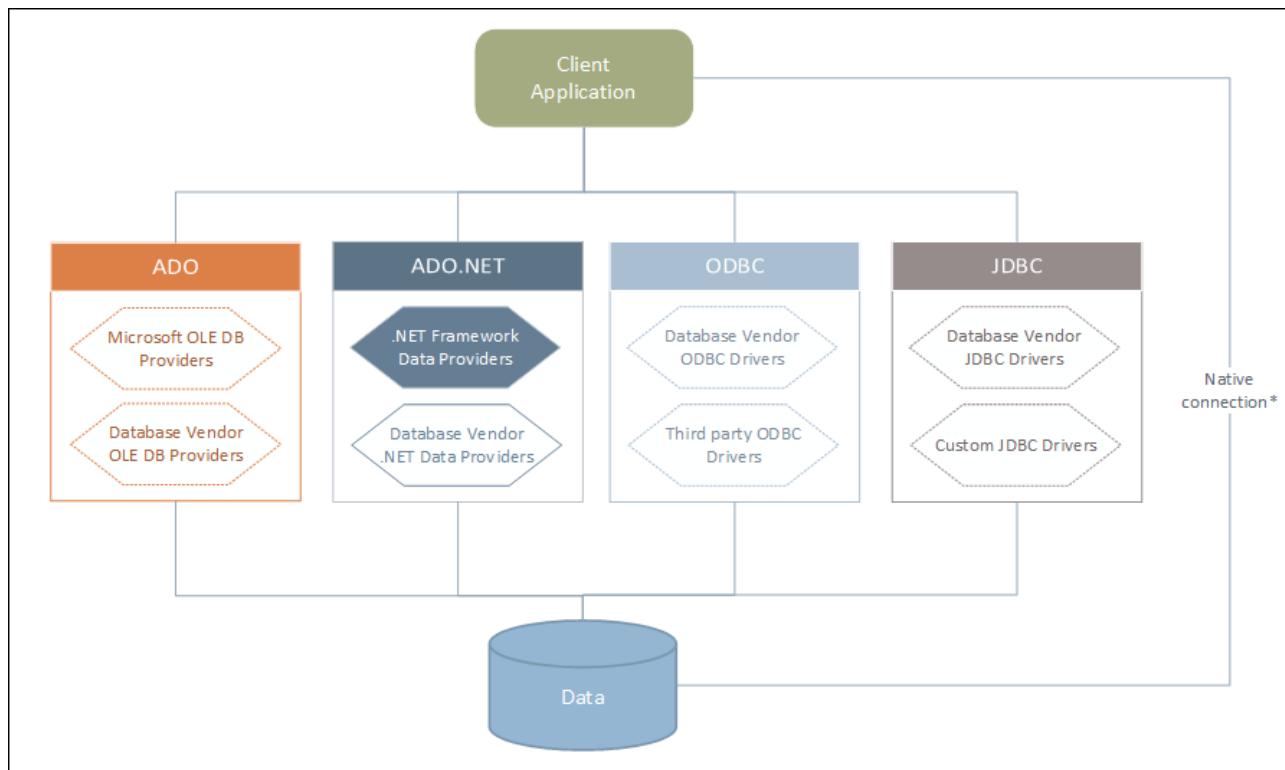 Client
Application
ADO
ADO.NET
ODBC
JDBC
Microsoft OLE DB
Providers
.NET Framework
Data Providers
Database Vendor
ODBC Drivers
Database Vendor
JDBC Drivers
Native
connection*
Database Vendor
OLE DB Providers
Database Vendor
.NET Data Providers
Third party ODBC
Drivers
Custom JDBC Drivers
Data